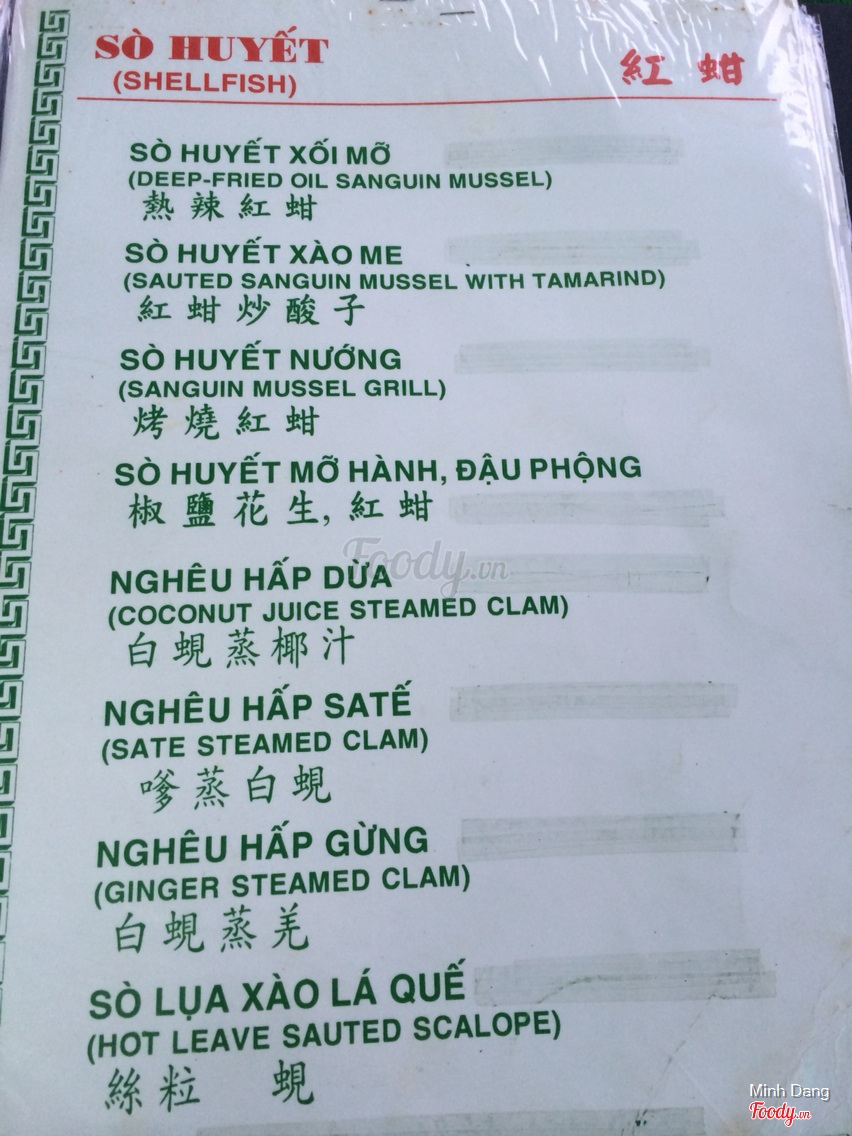 SÒ HUYẾT
(SHELLFISH)
紅 蚶
SÒ HUYẾT XỐI MỠ
(DEEP-FRIED OIL SANGUIN MUSSEL)
熱辣紅蚶
SÒ HUYẾT XÀO ME
(SAUTED SANGUIN MUSSEL WITH TAMARIND)
紅蚶炒酸子
SÒ HUYẾT NƯỚNG
(SANGUIN MUSSEL GRILL)
烤燒紅蚶
SÒ HUYẾT MỠ HÀNH, ĐẬU PHỘNG
椒鹽花生, 紅蚶
Foody.vn
NGHÊU HẤP DỪA
(COCONUT JUICE STEAMED CLAM)
白蜆蒸椰汁
NGHÊU HẤP SATẾ
(SATE STEAMED CLAM)
嗲蒸白蜆
NGHÊU HẤP GỪNG
(GINGER STEAMED CLAM)
白蜆蒸羌
SÒ LỤA XÀO LÁ QUẾ
(HOT LEAVE SAUTED SCALOPE)
絲粒 蜆
Minh Dang
Foody.vn